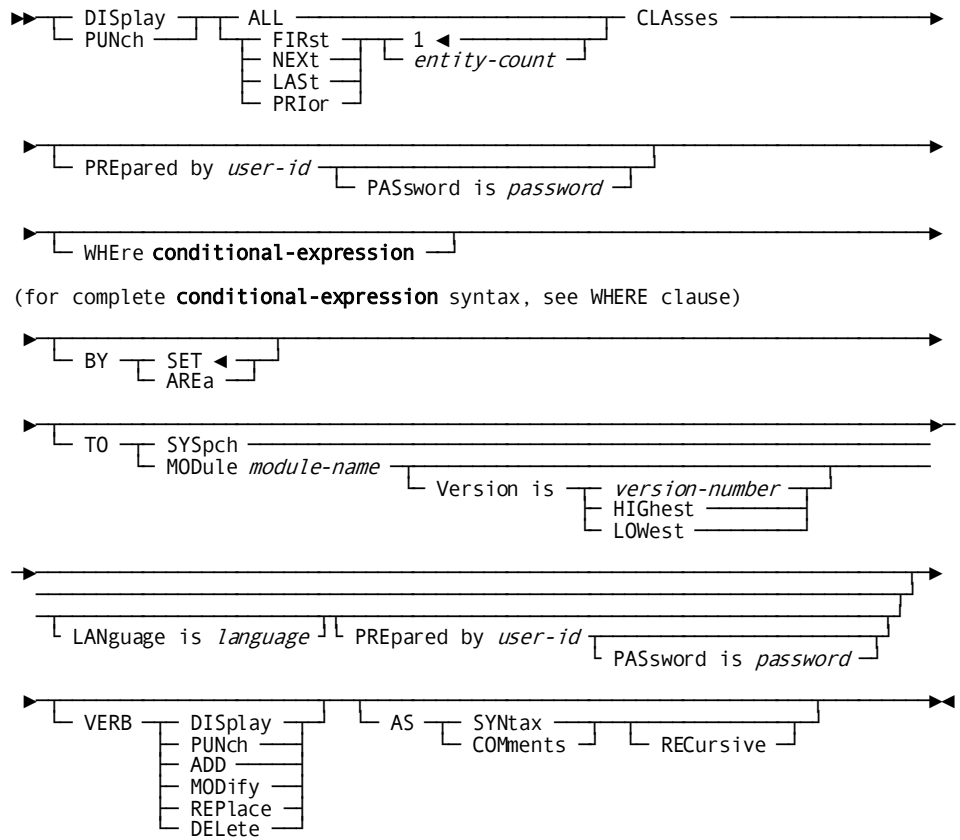 DISplay ALL CLAsses
PUNch FIRst 1
NEXt entity-count
LASt
PRIor
PREpared by user-id
PASsword is password
WHEre conditional-expression
(for complete conditional-expression syntax, see WHERE clause)
BY SET
AREa
TO SYSpch
MODule module-name
Version is version-number
HIGhest
LOWest
LANguage is language PREpared by user-id
PASsword is password
VERB DISplay AS SYNtax
PUNch COMments RECursive
ADD
MODify
REPlace
DELete